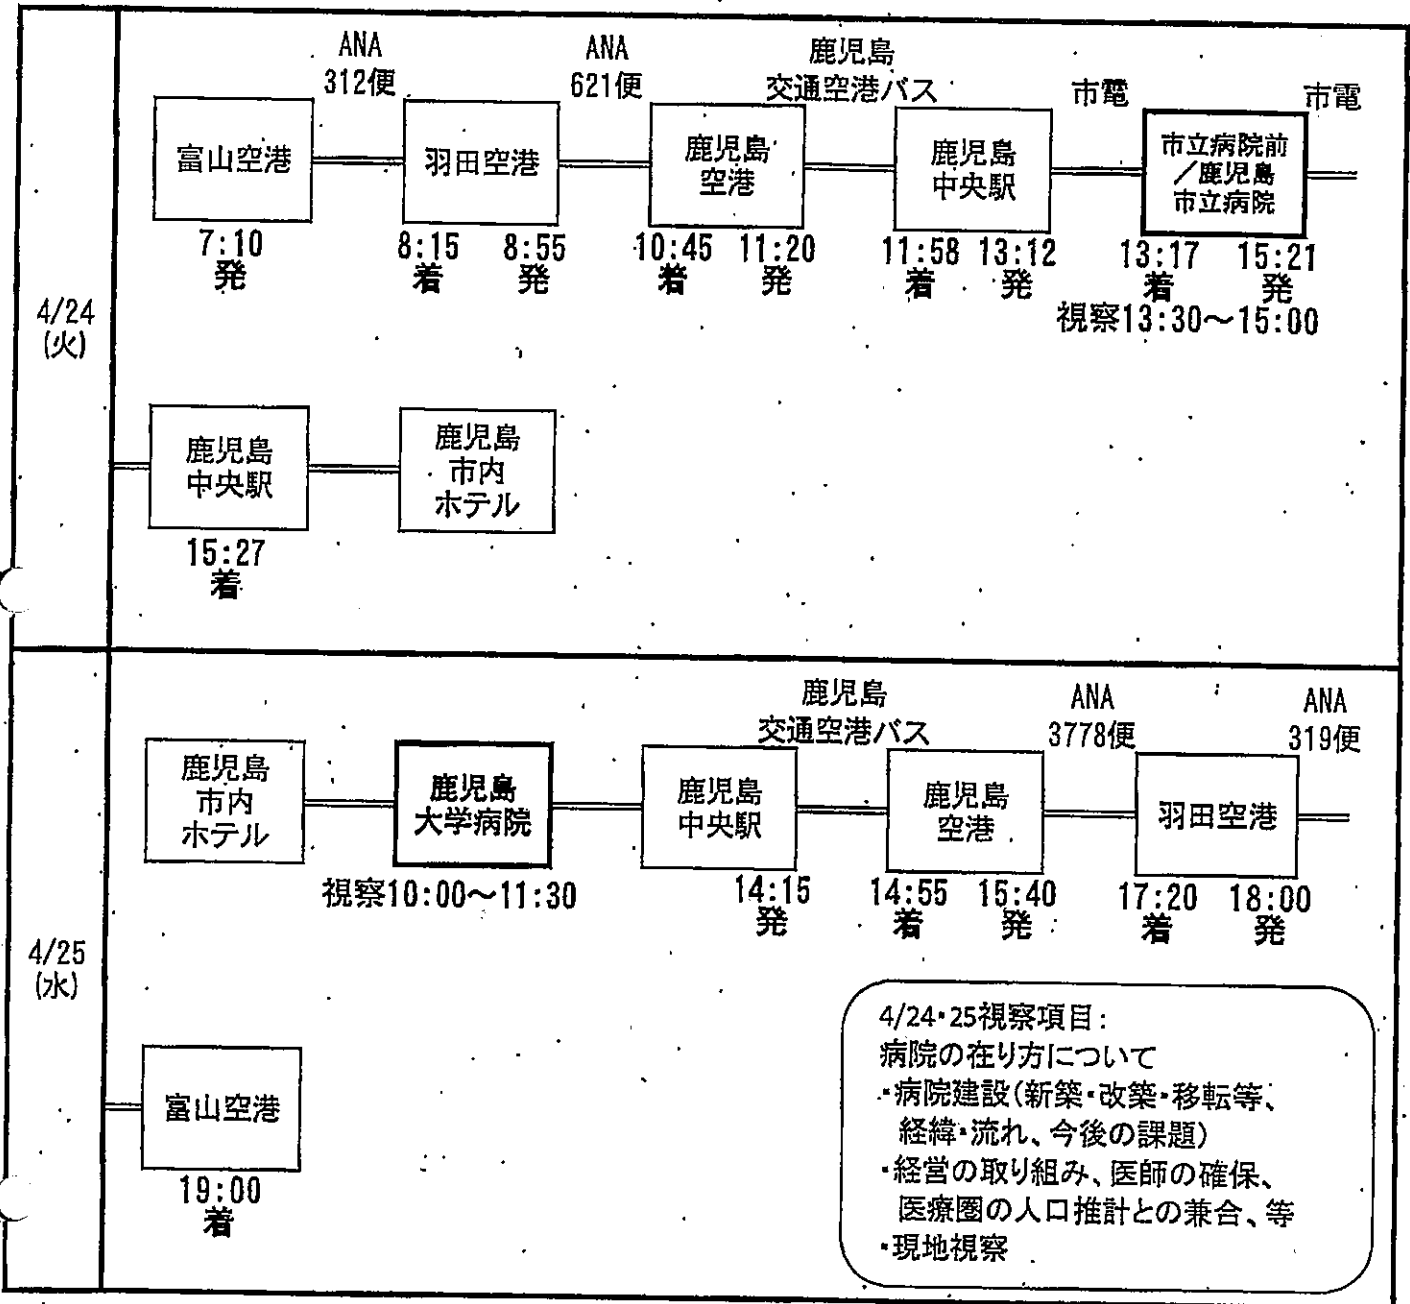 4/24
(火)
ANA
312便
ANA
621便
鹿児島
交通空港バス
市電
市電
富山空港
羽田空港
鹿児島
空港
鹿児島
中央駅
市立病院前
/鹿児島
市立病院
7:10
発
8:15
着
8:55
発
10:45
着
11:20
発
11:58
着
13:12
発
13:17
着
15:21
発
視察13:30~15:00
鹿児島
中央駅
鹿児島
市内
ホテル
15:27
着
4/25
(水)
鹿児島
交通空港バス
ANA
3778便
ANA
319便
鹿児島
市内
ホテル
鹿児島
大学病院
鹿児島
中央駅
鹿児島
空港
羽田空港
視察10:00~11:30
14:15
発
14:55
着
15:40
発
17:20
着
18:00
発
富山空港
19:00
着
4/24・25視察項目:
病院の在り方について
・病院建設(新築・改築・移転等、
経緯・流れ、今後の課題)
・経営の取り組み、医師の確保、
医療圏の人口推計との兼合、等
・現地視察